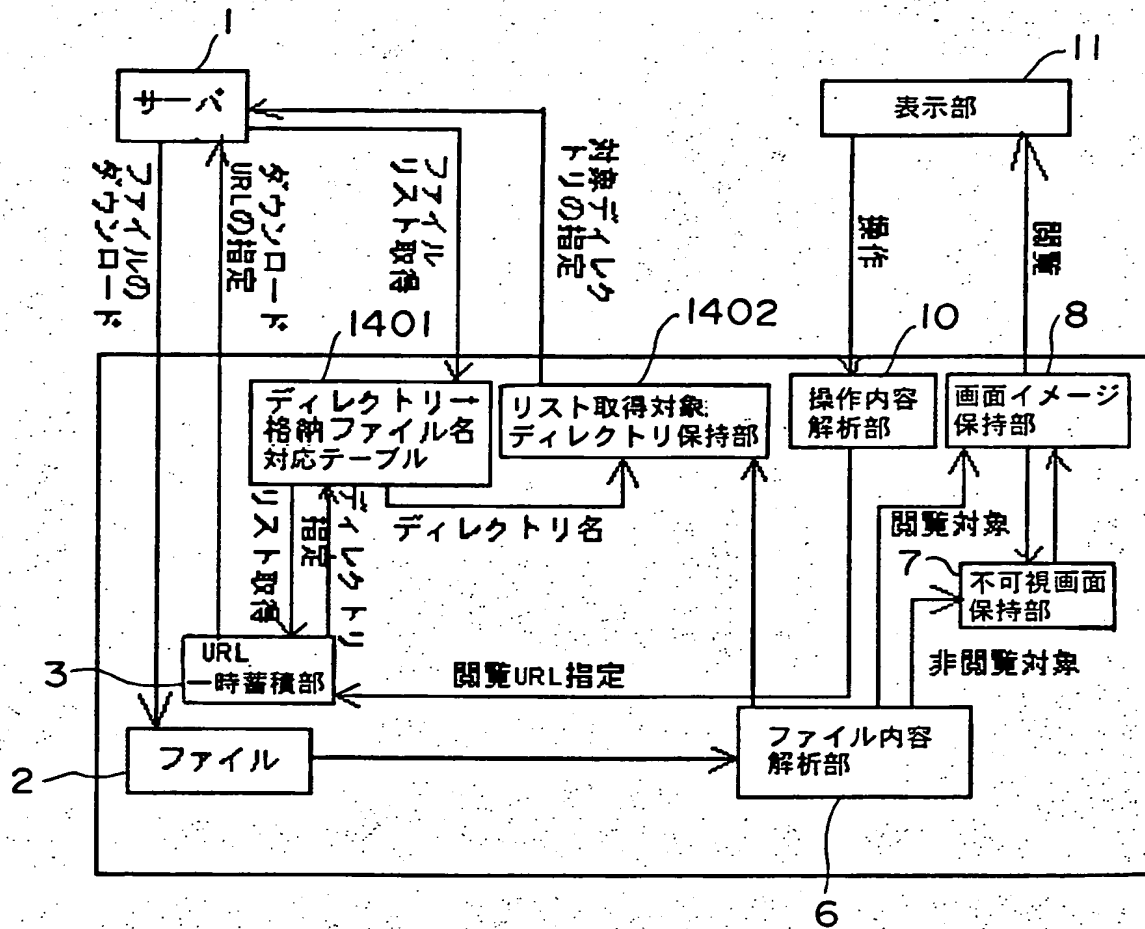 1
サーバ
11
表示部
ファイルの
ダウンロード
ダウンロード
URLの指定
ファイル
リスト取得
対象ディレク
トリの指定
操作
閲覧
1401
ディレクトリー
格納ファイル名
対応テーブル
1402
リスト取得対象
ディレクトリ保持部
10
操作内容
解析部
8
画面イメージ
保持部
リスト取得
ディレクトリ
指定
ディレクトリ名
閲覧対象
7
不可視画面
保持部
非閲覧対象
3
URL
一時蓄積部
閲覧URL指定
2
ファイル
ファイル内容
解析部
6